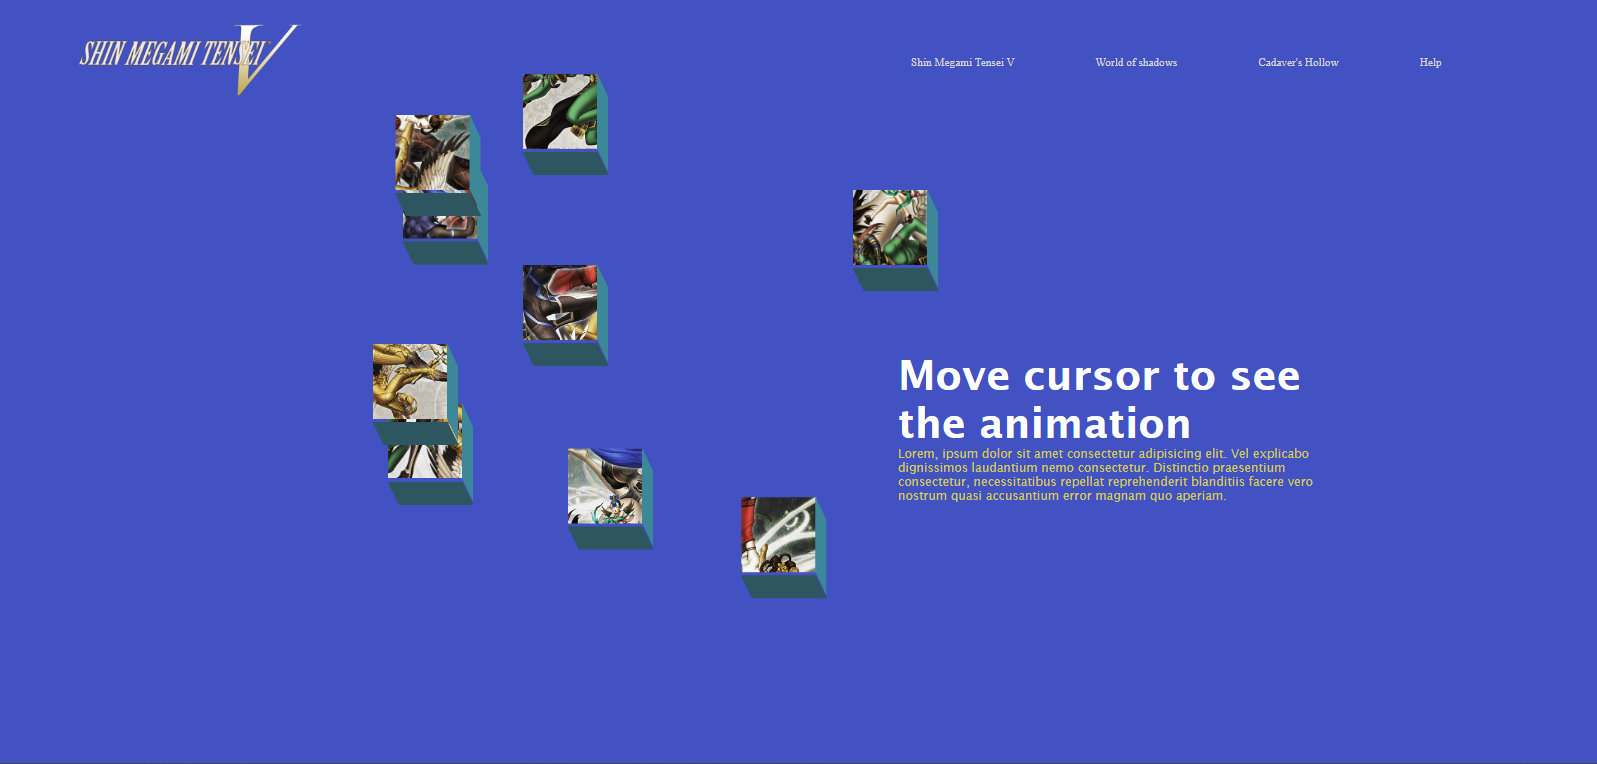 SHIN MEGAMI TENSEI V
Shin Megami Tensei V
World of shadows
Cadaver's Hollow
Help
Move cursor to see
the animation
Lorem, ipsum dolor sit amet consectetur adipisicing elit. Vel explicabo
dignissimos laudantium nemo consectetur. Distinctio praesentium
consectetur, necessitatibus repellat reprehenderit blanditiis facere vero
nostrum quasi accusantium error magnam quo aperiam.